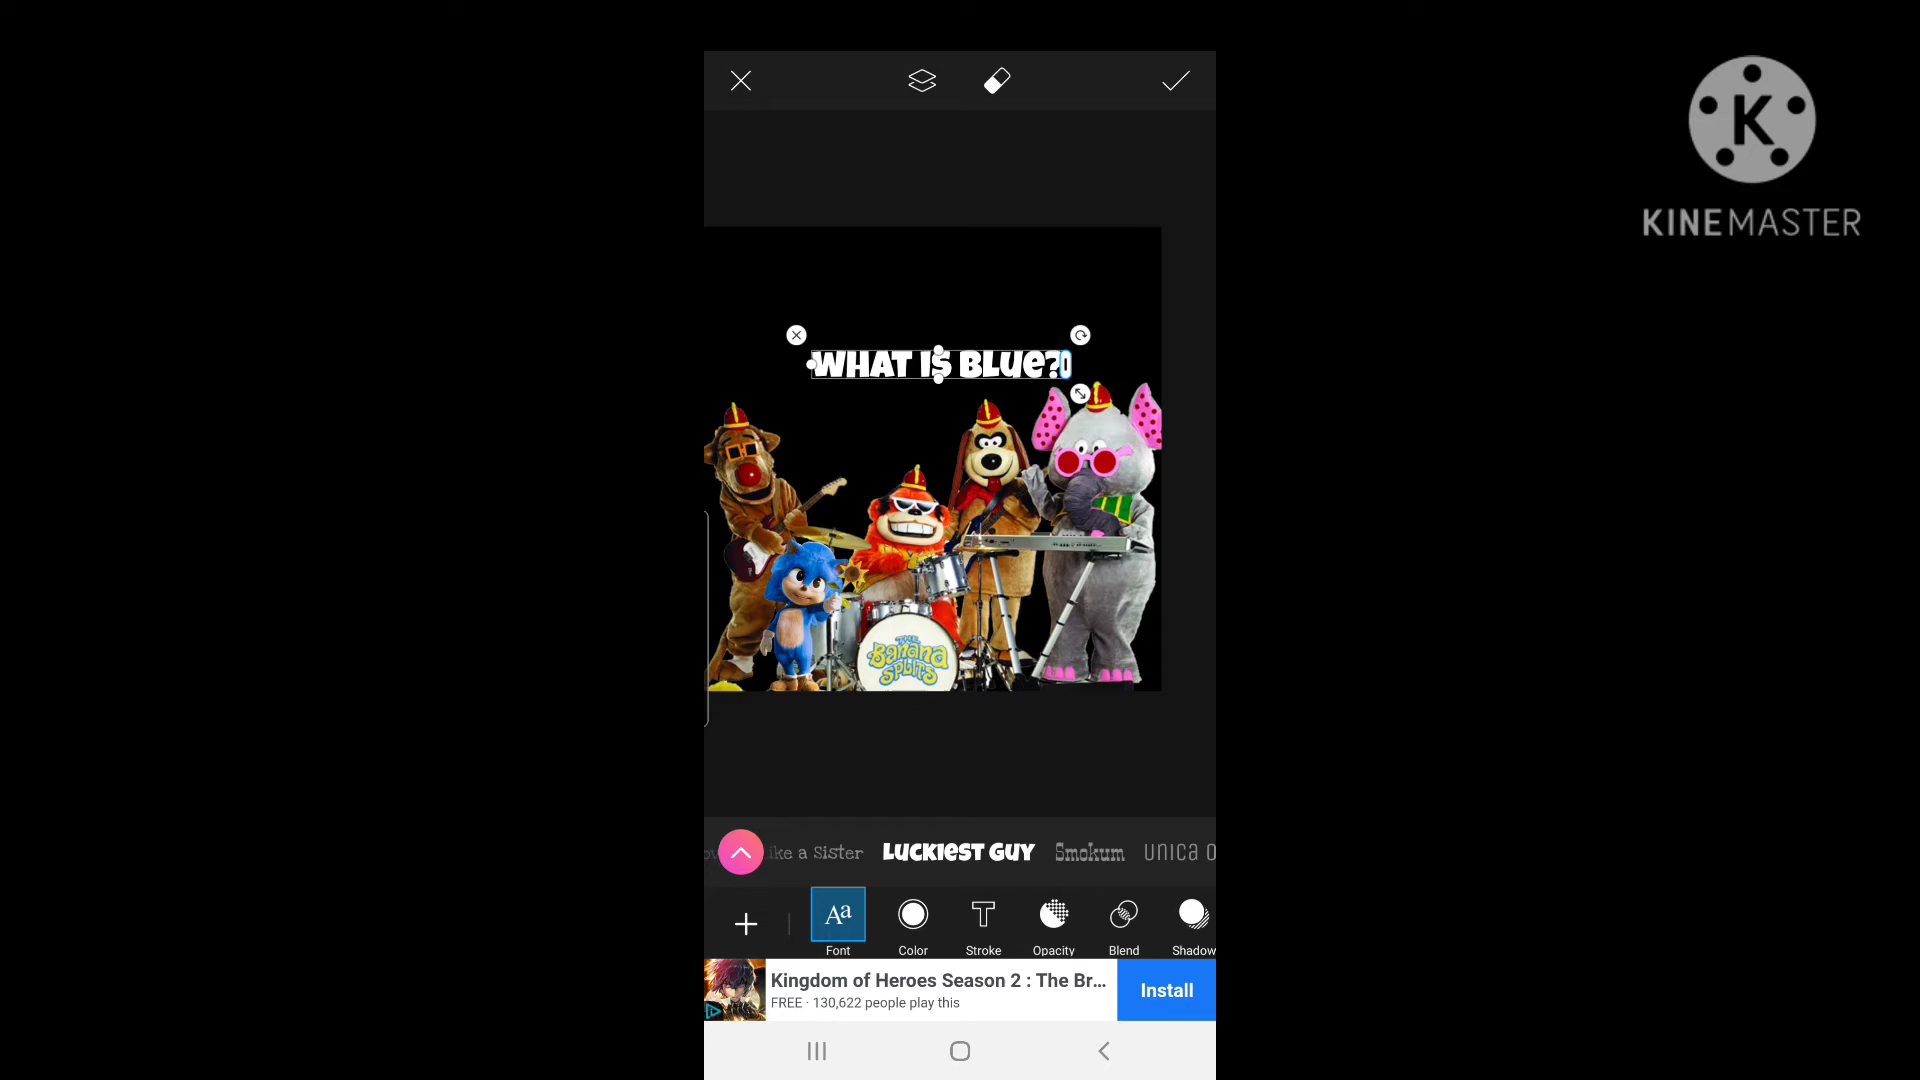 KINEMASTER
WHAT IS BLUE?
THE
Banana
SPLITS
ike a Sister
LUCKIEST GUY
Smokum
UNICA O
Aa
Font
Color
Stroke
Opacity
Blend
Shadow
Kingdom of Heroes Season 2 : The Br...
FREE · 130,622 people play this
Install